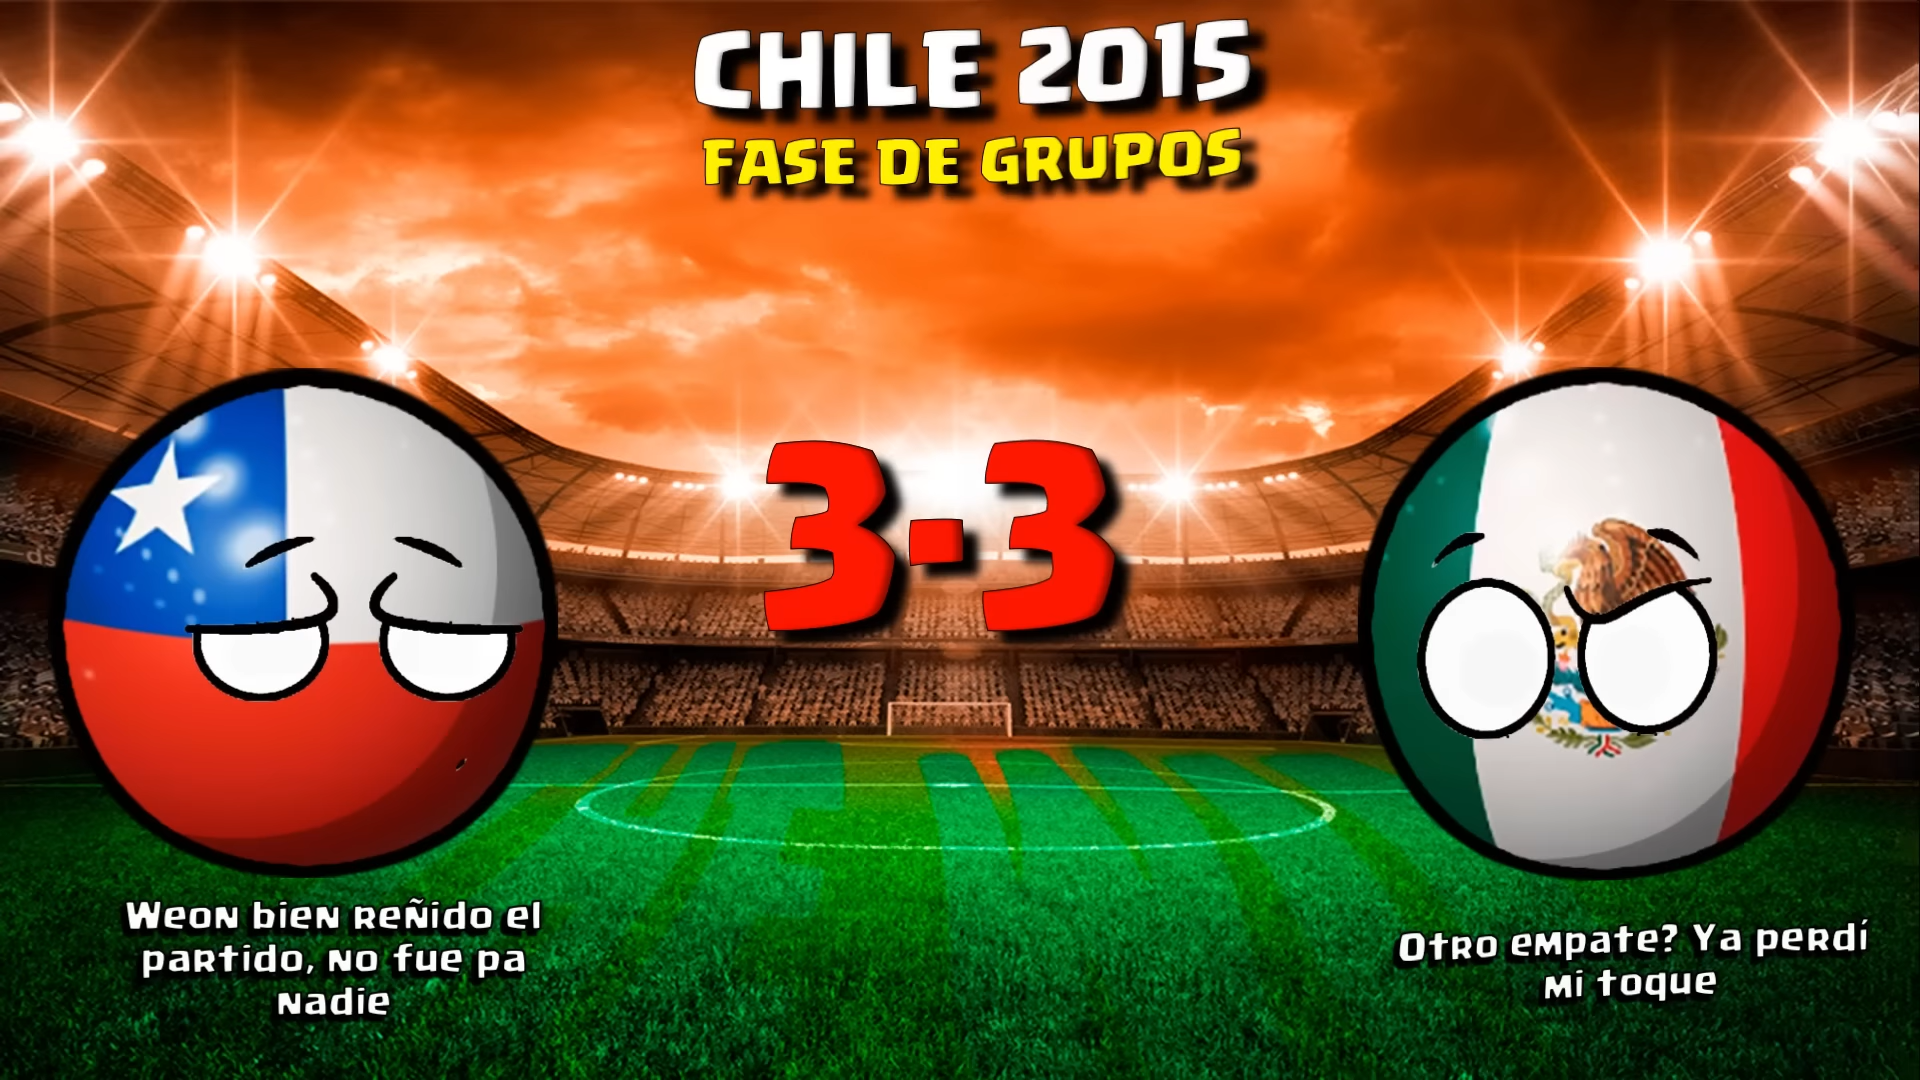 CHILE 2015
FASE DE GRUPOS
3-3
Weon bien reñido el
partido, no fue pa
nadie
Otro empate? Ya perdí
mi toque